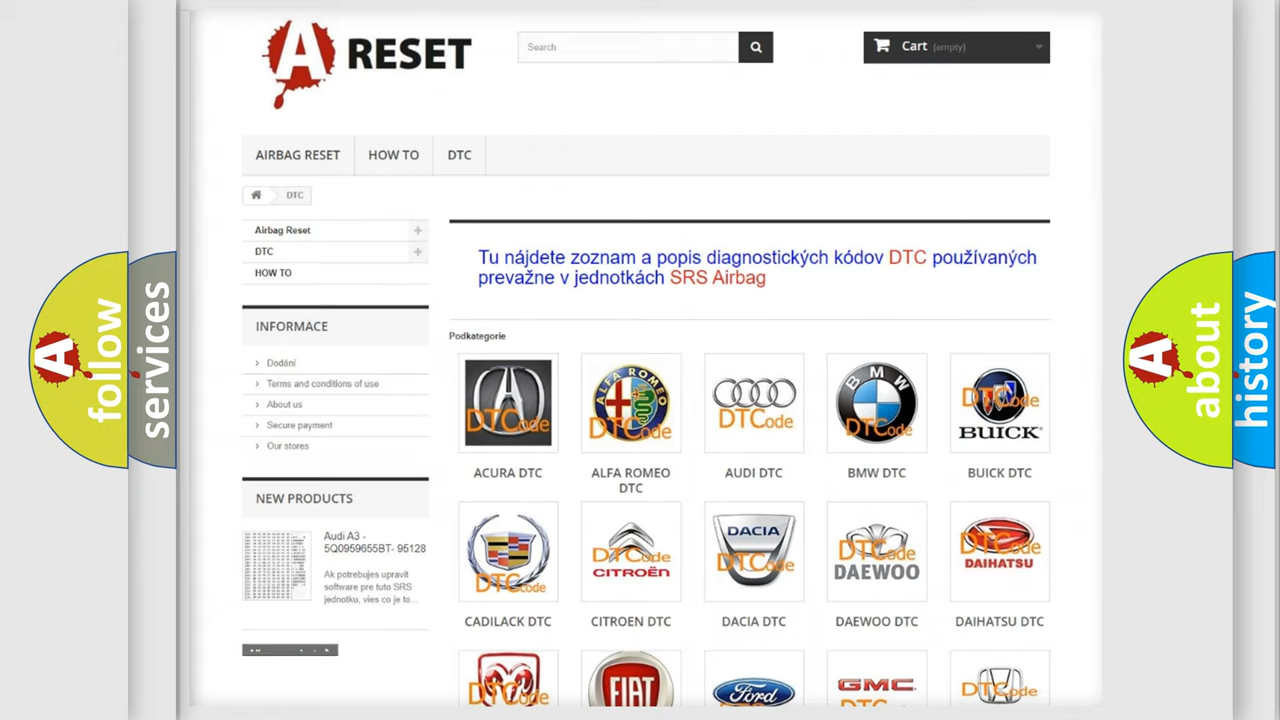 A RESET
Search
Cart (empty)
AIRBAG RESET
HOW TO
DTC
DTC
Airbag Reset
DTC
HOW TO
Tu nájdete zoznam a popis diagnostických kódov DTC používaných
prevažne v jednotkách SRS Airbag
INFORMACE
Dodání
Terms and conditions of use
About us
Secure payment
Our stores
Podkategorie
DTCode
ALFA ROMEO
DTCode
DTCode
BMW
DTCode
DTCode
BUICK
ACURA DTC
ALFA ROMEO
DTC
AUDI DTC
BMW DTC
BUICK DTC
NEW PRODUCTS
Audi A3 -
5Q0959655BT- 95128
Ak potrebujes upravit
software pre tuto SRS
jednotku, vies co je to...
DTCode
DTCode
CITROËN
DACIA
DTCode
DTCode
DAEWOO
DTCode
DAIHATSU
CADILACK DTC
CITROEN DTC
DACIA DTC
DAEWOO DTC
DAIHATSU DTC
DTCode
FIAT
Ford
GMC
DTCode
A follow
services
A about
history